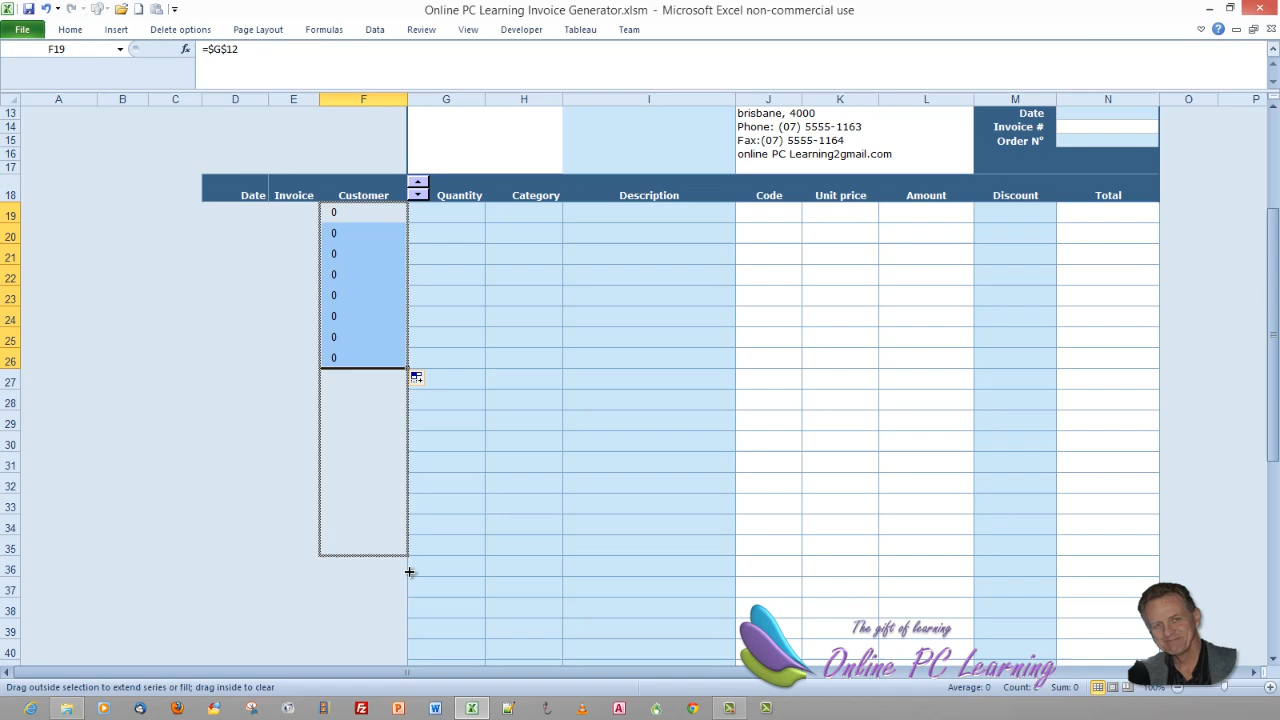 Online PC Learning Invoice Generator.xlsm - Microsoft Excel non-commercial use
File Home Insert Delete options Page Layout Formulas Data Review View Developer Tableau Team
F19 fx =$G$12
A B C D E F G H I J K L M N O P
13 brisbane, 4000 Date
14 Phone: (07) 5555-1163 Invoice #
15 Fax:(07) 5555-1164 Order N°
16 online PC Learning2gmail.com
17
18 Date Invoice Customer Quantity Category Description Code Unit price Amount Discount Total
19 0
20 0
21 0
22 0
23 0
24 0
25 0
26 0
27
28
29
30
31
32
33
34
35
36
37
38
39
40
The gift of learning
Online PC Learning
Drag outside selection to extend series or fill; drag inside to clear Average: 0 Sum: 0 100%